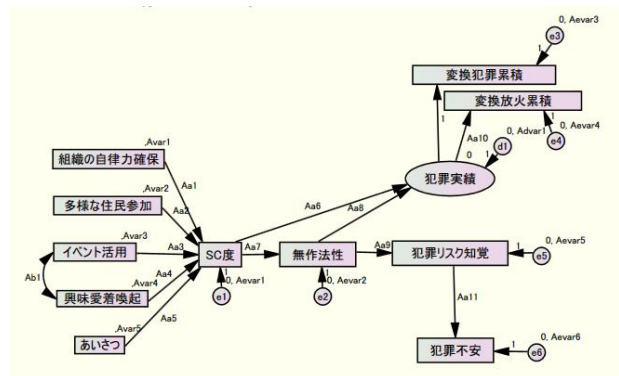 0, Aevar3
e3
1
変換犯罪累積
変換放火累積
1
Aa10
0
1
0, Advar1
d1
1
0, Aevar4
e4
,Avar1
組織の自律力確保
Aa1
犯罪実績
,Avar2
多様な住民参加
Aa2
Aa6
Aa8
,Avar3
イベント活用
Aa3
SC度
Aa7
無作法性
Aa9
犯罪リスク知覚
1
0, Aevar5
e5
Ab1
Aa4
,Avar4
興味愛着喚起
1
0, Aevar1
e1
1
0, Aevar2
e2
Aa11
,Avar5
Aa5
あいさつ
犯罪不安
1
0, Aevar6
e6